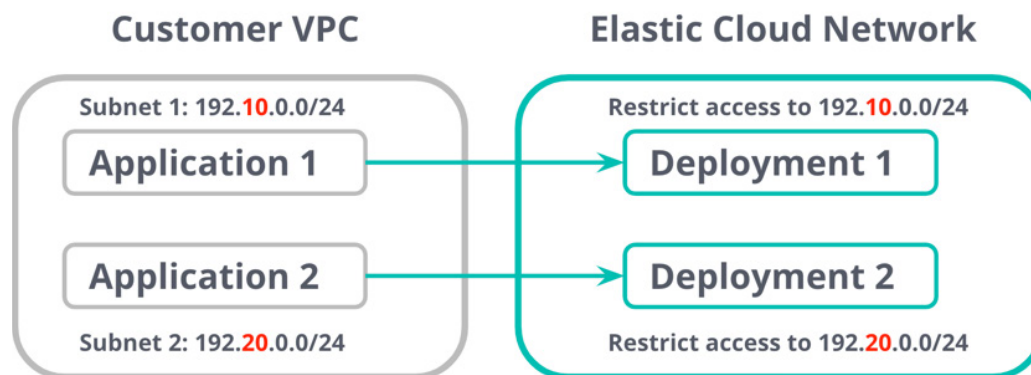 Customer VPC
Elastic Cloud Network
Subnet 1: 192.10.0.0/24
Restrict access to 192.10.0.0/24
Application 1
Deployment 1
Application 2
Deployment 2
Subnet 2: 192.20.0.0/24
Restrict access to 192.20.0.0/24